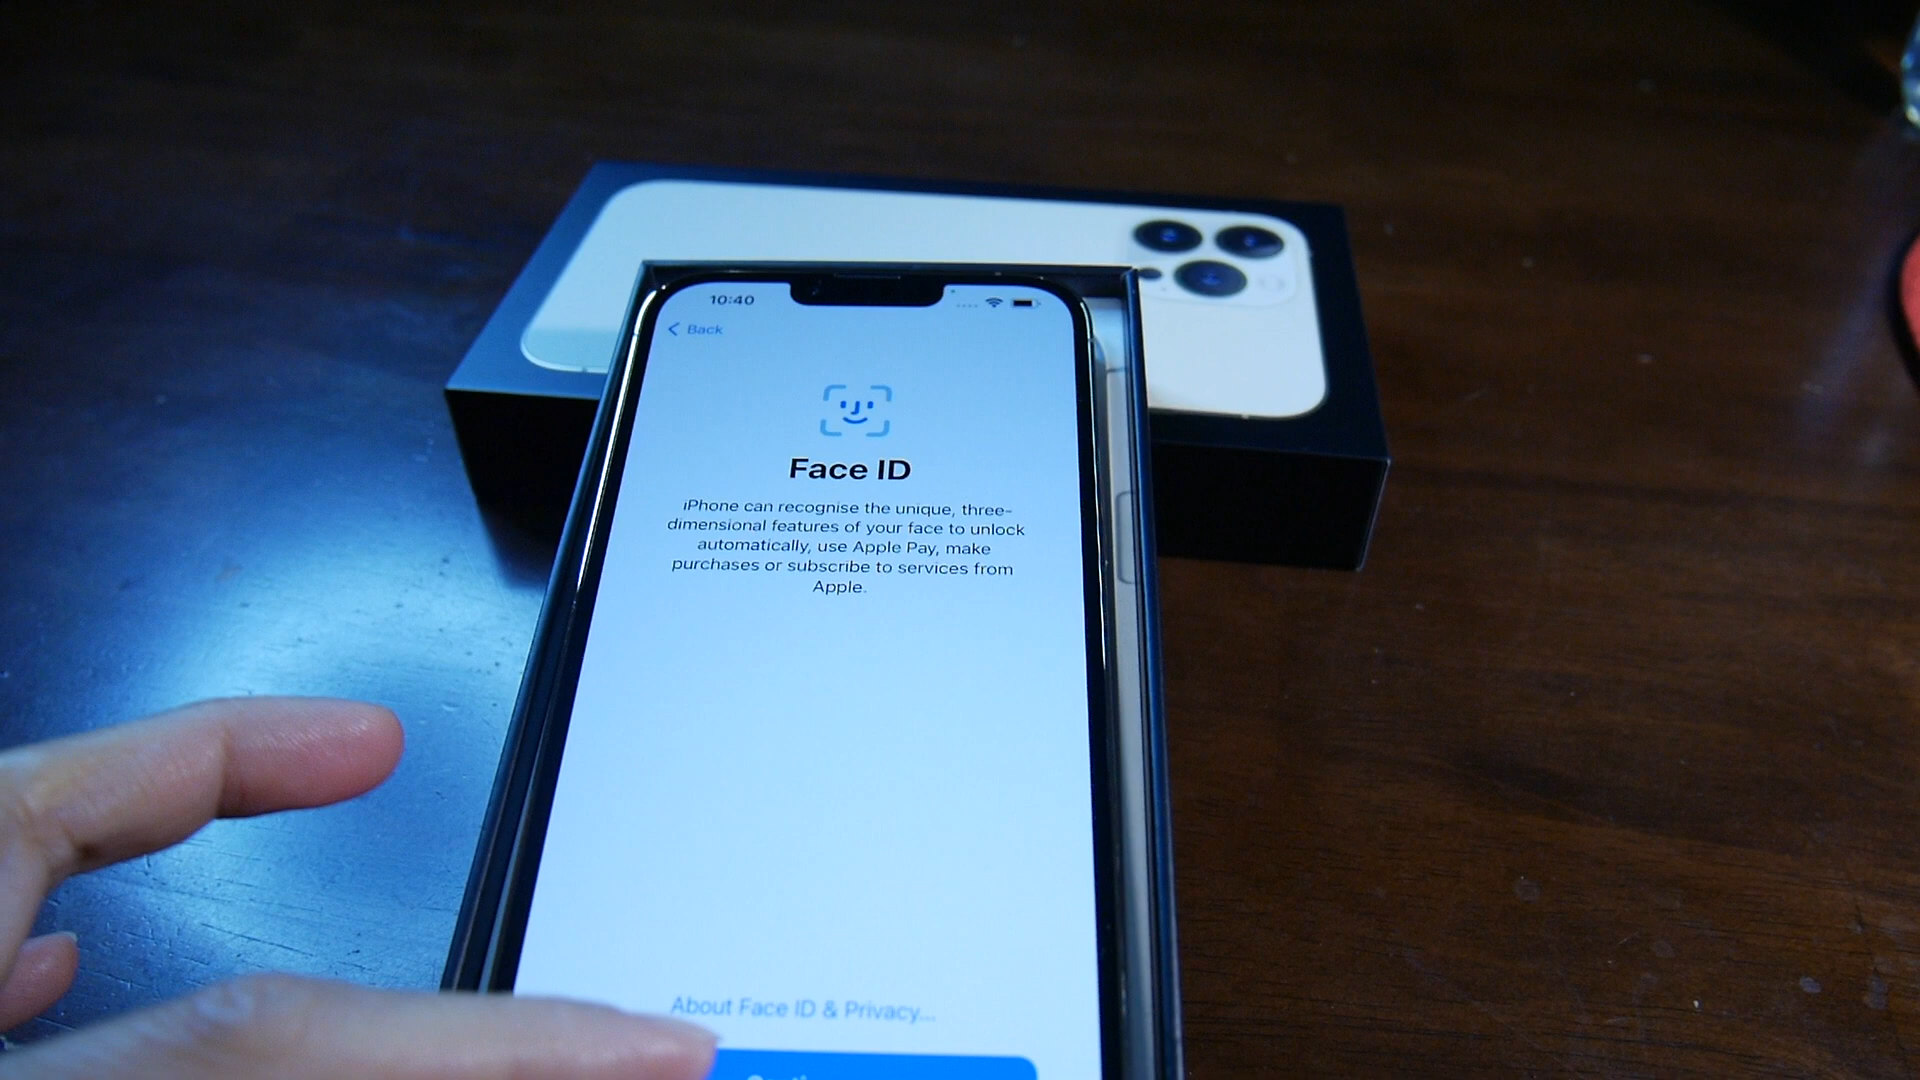 10:40
Back
Face ID
iPhone can recognise the unique, three-
dimensional features of your face to unlock
automatically, use Apple Pay, make
purchases or subscribe to services from
Apple.
About Face ID & Privacy...